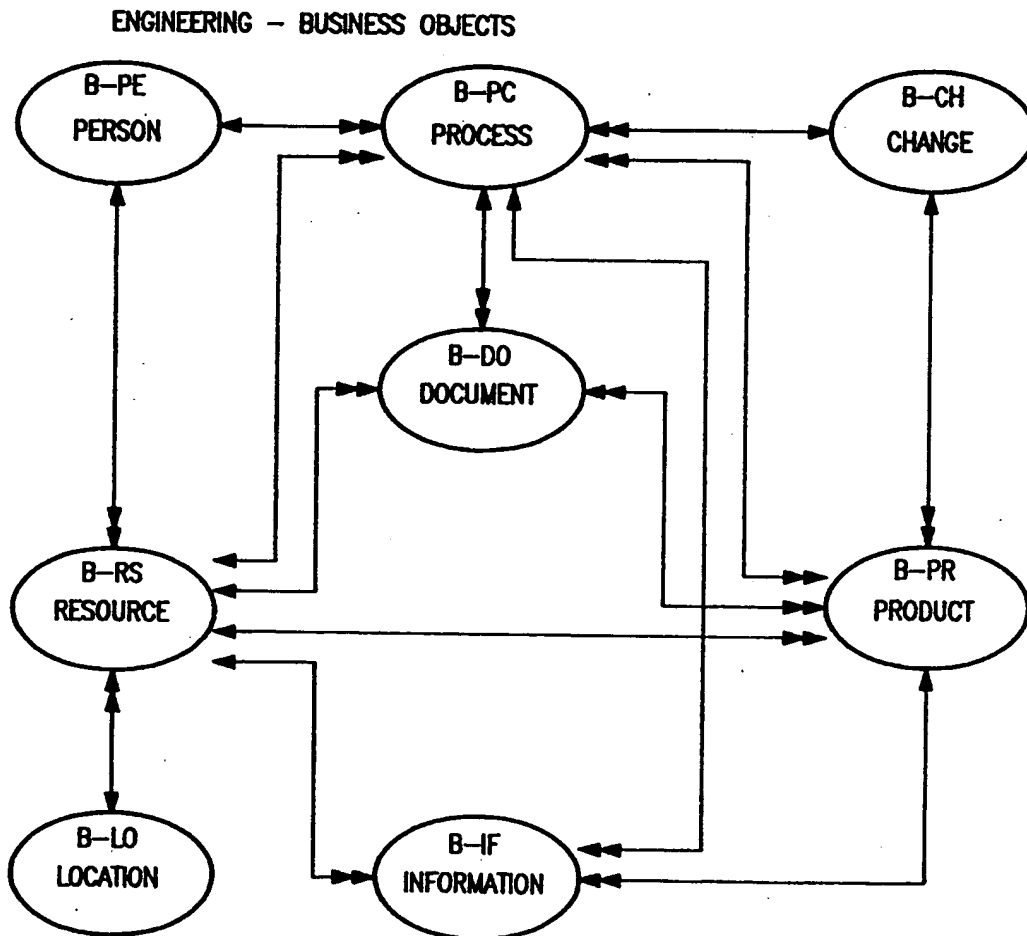 ENGINEERING – BUSINESS OBJECTS
B–PE
PERSON
B–PC
PROCESS
B–CH
CHANGE
B–DO
DOCUMENT
B–RS
RESOURCE
B–PR
PRODUCT
B–LO
LOCATION
B–IF
INFORMATION